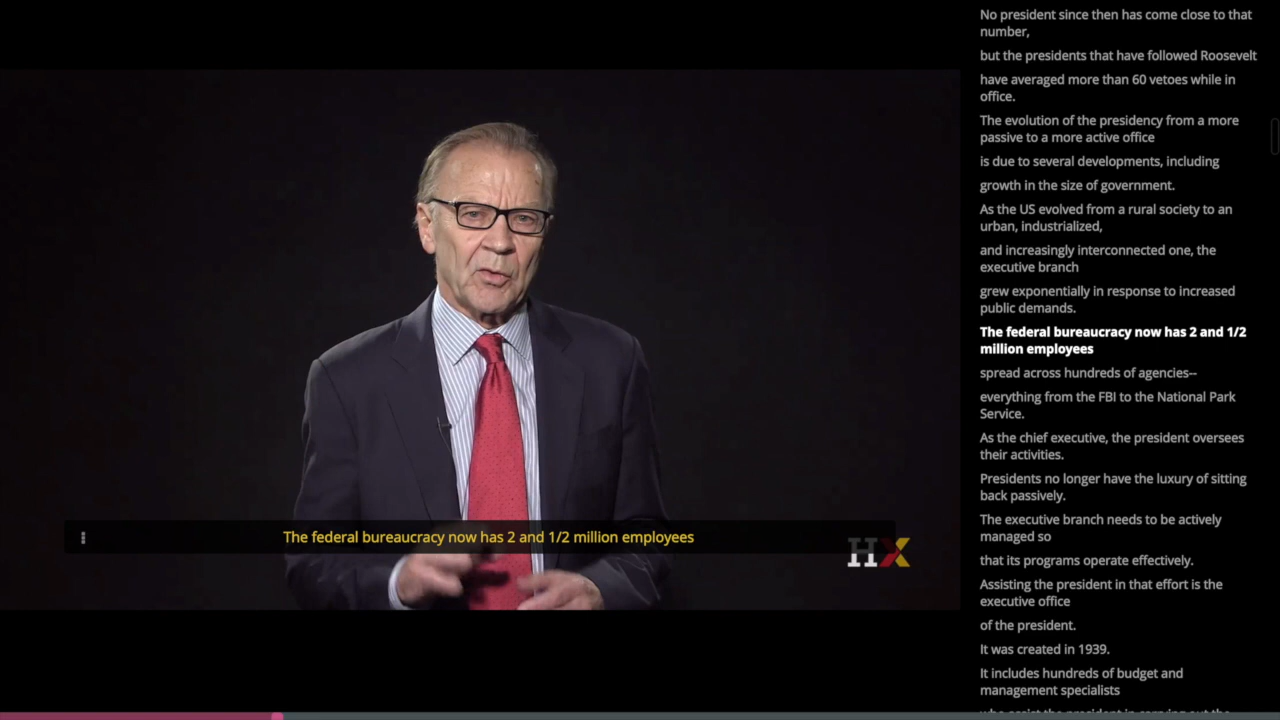 No president since then has come close to that
number,
but the presidents that have followed Roosevelt
have averaged more than 60 vetoes while in
office.
The evolution of the presidency from a more
passive to a more active office
is due to several developments, including
growth in the size of government.
As the US evolved from a rural society to an
urban, industrialized,
and increasingly interconnected one, the
executive branch
grew exponentially in response to increased
public demands.
The federal bureaucracy now has 2 and 1/2
million employees
spread across hundreds of agencies--
everything from the FBI to the National Park
Service.
As the chief executive, the president oversees
their activities.
Presidents no longer have the luxury of sitting
back passively.
The executive branch needs to be actively
managed so
that its programs operate effectively.
Assisting the president in that effort is the
executive office
of the president.
It was created in 1939.
It includes hundreds of budget and
management specialists
who assist the president in carrying out the
The federal bureaucracy now has 2 and 1/2 million employees
HX